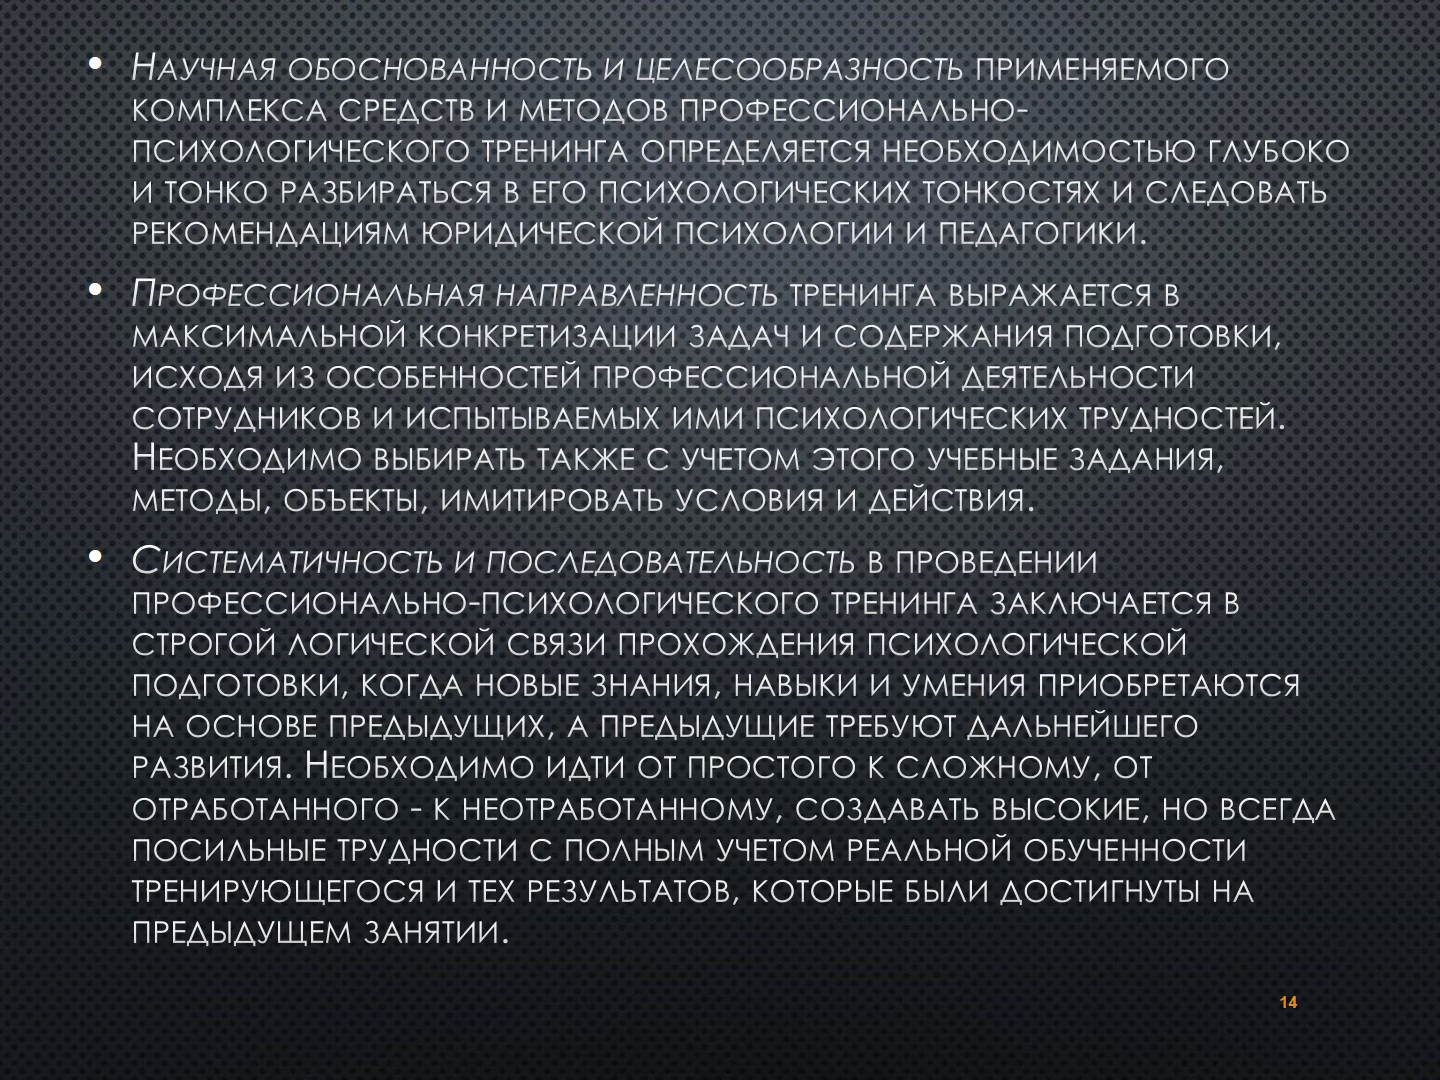 • Научная обоснованность и целесообразность применяемого
комплекса средств и методов профессионально-
психологического тренинга определяется необходимостью глубоко
и тонко разбираться в его психологических тонкостях и следовать
рекомендациям юридической психологии и педагогики.
• Профессиональная направленность тренинга выражается в
максимальной конкретизации задач и содержания подготовки,
исходя из особенностей профессиональной деятельности
сотрудников и испытываемых ими психологических трудностей.
Необходимо выбирать также с учетом этого учебные задания,
методы, объекты, имитировать условия и действия.
• Систематичность и последовательность в проведении
профессионально-психологического тренинга заключается в
строгой логической связи прохождения психологической
подготовки, когда новые знания, навыки и умения приобретаются
на основе предыдущих, а предыдущие требуют дальнейшего
развития. Необходимо идти от простого к сложному, от
отработанного - к неотработанному, создавать высокие, но всегда
посильные трудности с полным учетом реальной обученности
тренирующегося и тех результатов, которые были достигнуты на
предыдущем занятии.
14